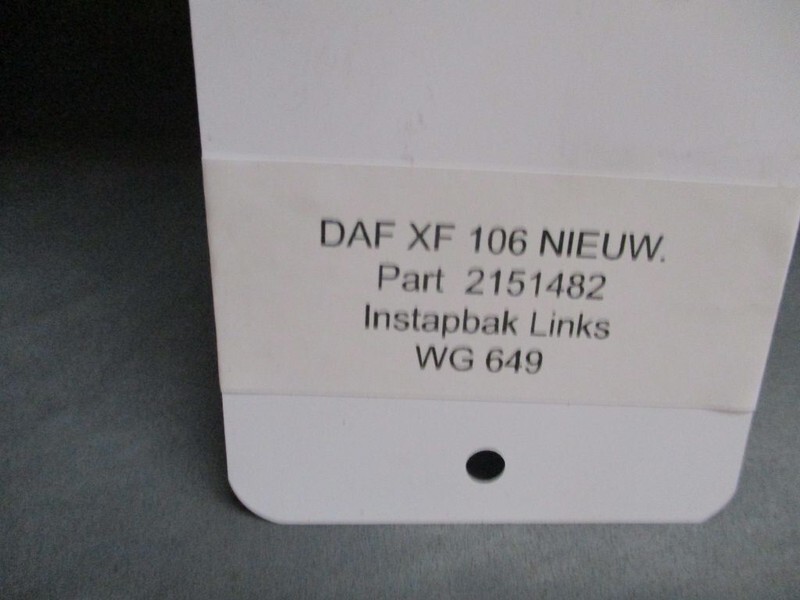 DAF XF 106 NIEUW.
Part 2151482
Instapbak Links
WG 649